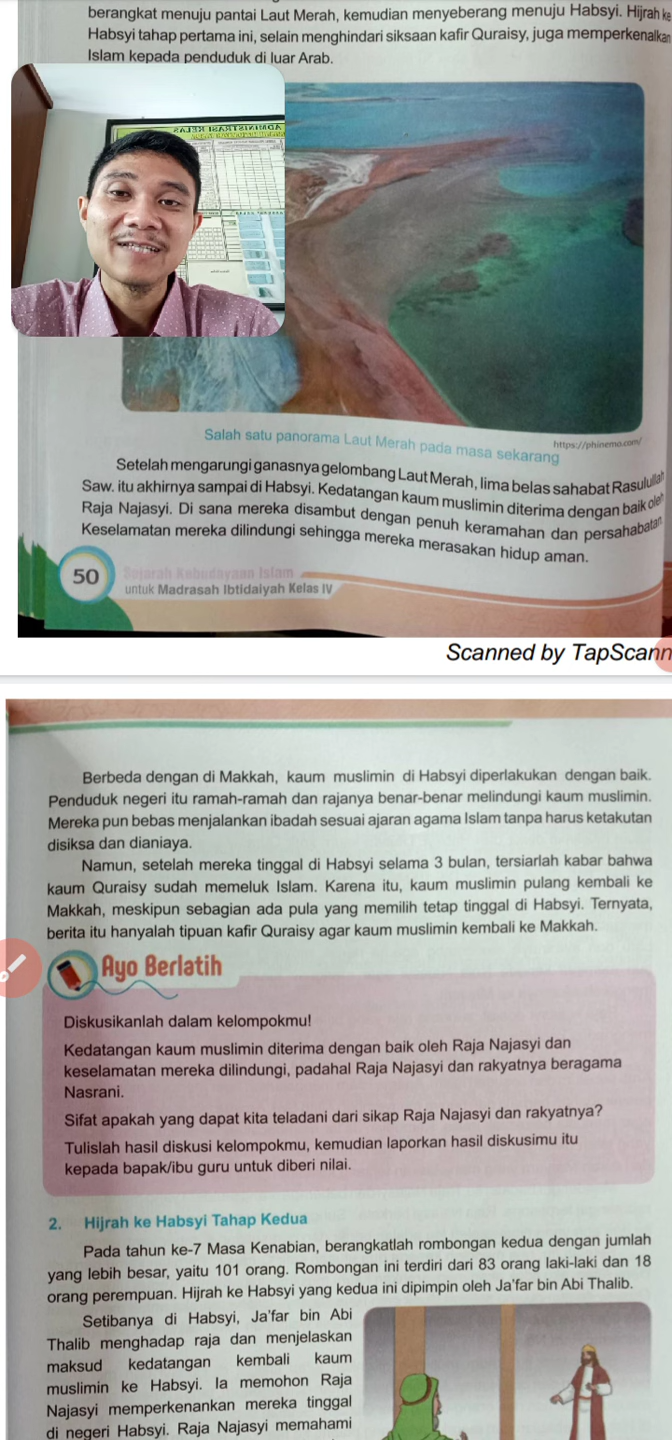 berangkat menuju pantai Laut Merah, kemudian menyeberang menuju Habsyi. Hijrah ke
Habsyi tahap pertama ini, selain menghindari siksaan kafir Quraisy, juga memperkenalkan
Islam kepada penduduk di luar Arab.
ADMINISTRASI KELAS
Salah satu panorama Laut Merah pada masa sekarang
https://phinemo.com/
Setelah mengarungi ganasnya gelombang Laut Merah, lima belas sahabat Rasulullah
Saw. itu akhirnya sampai di Habsyi. Kedatangan kaum muslimin diterima dengan baik oleh
Raja Najasyi. Di sana mereka disambut dengan penuh keramahan dan persahabatan.
Keselamatan mereka dilindungi sehingga mereka merasakan hidup aman.
50
Sejarah Kebudayaan Islam
untuk Madrasah Ibtidaiyah Kelas IV
Scanned by TapScann
Berbeda dengan di Makkah, kaum muslimin di Habsyi diperlakukan dengan baik.
Penduduk negeri itu ramah-ramah dan rajanya benar-benar melindungi kaum muslimin.
Mereka pun bebas menjalankan ibadah sesuai ajaran agama Islam tanpa harus ketakutan
disiksa dan dianiaya.
Namun, setelah mereka tinggal di Habsyi selama 3 bulan, tersiarlah kabar bahwa
kaum Quraisy sudah memeluk Islam. Karena itu, kaum muslimin pulang kembali ke
Makkah, meskipun sebagian ada pula yang memilih tetap tinggal di Habsyi. Ternyata,
berita itu hanyalah tipuan kafir Quraisy agar kaum muslimin kembali ke Makkah.
Ayo Berlatih
Diskusikanlah dalam kelompokmu!
Kedatangan kaum muslimin diterima dengan baik oleh Raja Najasyi dan
keselamatan mereka dilindungi, padahal Raja Najasyi dan rakyatnya beragama
Nasrani.
Sifat apakah yang dapat kita teladani dari sikap Raja Najasyi dan rakyatnya?
Tulislah hasil diskusi kelompokmu, kemudian laporkan hasil diskusimu itu
kepada bapak/ibu guru untuk diberi nilai.
2. Hijrah ke Habsyi Tahap Kedua
Pada tahun ke-7 Masa Kenabian, berangkatlah rombongan kedua dengan jumlah
yang lebih besar, yaitu 101 orang. Rombongan ini terdiri dari 83 orang laki-laki dan 18
orang perempuan. Hijrah ke Habsyi yang kedua ini dipimpin oleh Ja'far bin Abi Thalib.
Setibanya di Habsyi, Ja'far bin Abi
Thalib menghadap raja dan menjelaskan
maksud kedatangan kembali kaum
muslimin ke Habsyi. Ia memohon Raja
Najasyi memperkenankan mereka tinggal
di negeri Habsyi. Raja Najasyi memahami